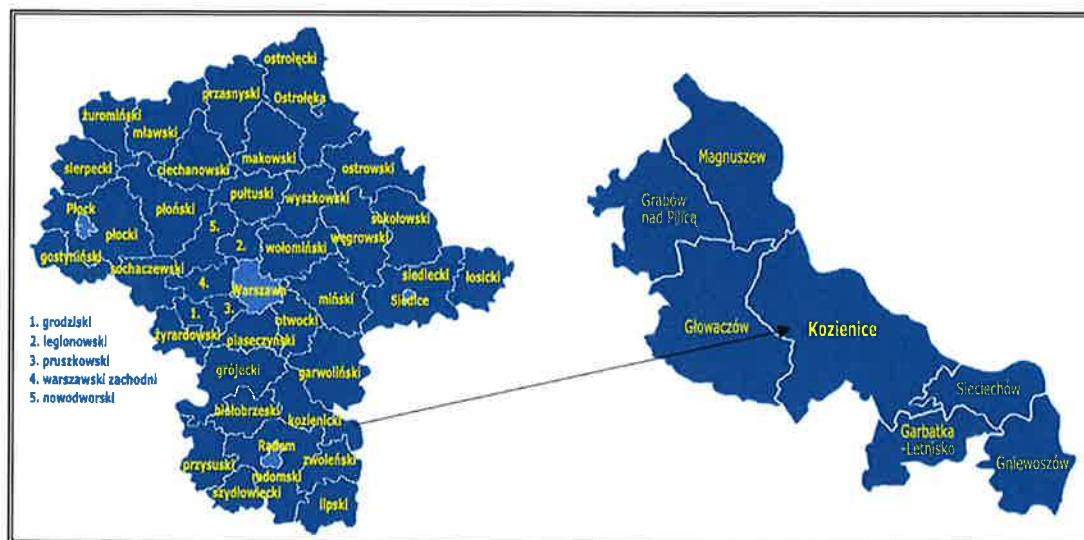 ostrołęcki
przasnyski
Ostrołęka
żuromiński
mławski
sierpecki
ciechanowski
makowski
ostrowski
pułtuski
wyszkowski
Płock
płoński
sokołowski
płocki
5.
węgrowski
2.
wołomiński
gostyniński
sochaczewski
siedlecki
łosicki
4.
Warszawa
miński
Siedlce
1.
3.
otwocki
żyrardowski
piaseczyński
grójecki
garwoliński
białobrzeski
kozienicki
Radom
zwoleński
przysuski
radomski
szydłowiecki
lipski
1. grodziski
2. legionowski
3. pruszkowski
4. warszawski zachodni
5. nowodworski
Magnuszew
Grabów
nad Pilicą
Głowaczów
Kozienice
Sieciechów
Garbatka
-Letnisko
Gniewoszów